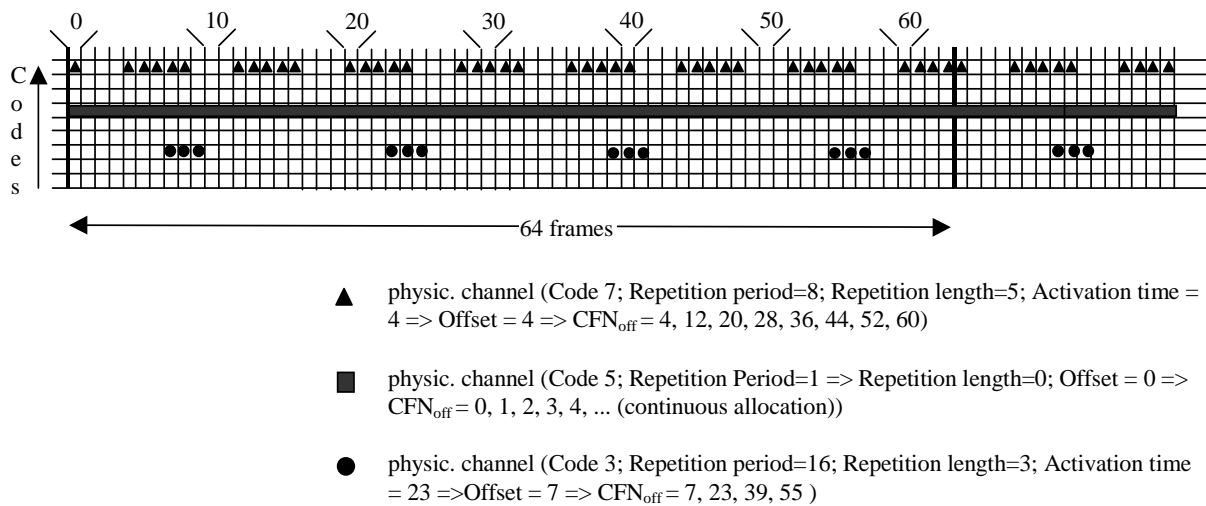 0 10 20 30 40 50 60
C
o
d
e
s
64 frames
physic. channel (Code 7; Repetition period=8; Repetition length=5; Activation time =
4 => Offset = 4 => CFNoff = 4, 12, 20, 28, 36, 44, 52, 60)
physic. channel (Code 5; Repetition Period=1 => Repetition length=0; Offset = 0 =>
CFNoff = 0, 1, 2, 3, 4, ... (continuous allocation))
physic. channel (Code 3; Repetition period=16; Repetition length=3; Activation time
= 23 =>Offset = 7 => CFNoff = 7, 23, 39, 55 )